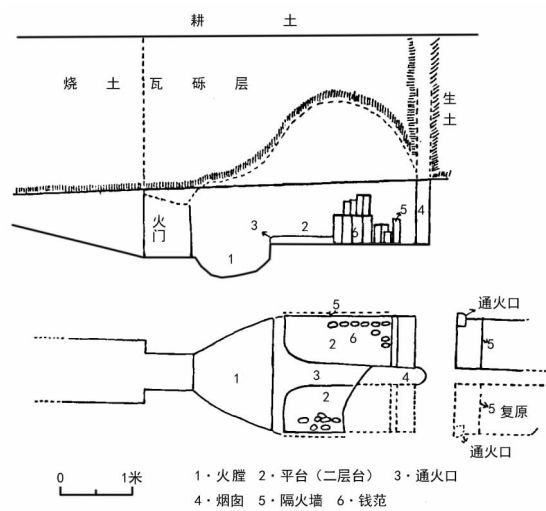 耕 土
烧 土 瓦 砾 层
生土
火门
3 2 6 5 4
1
5
2 6
1 3 4
2
通火口
5
5 复原
通火口
0 1米
1·火膛 2·平台（二层台） 3·通火口
4·烟囱 5·隔火墙 6·钱范